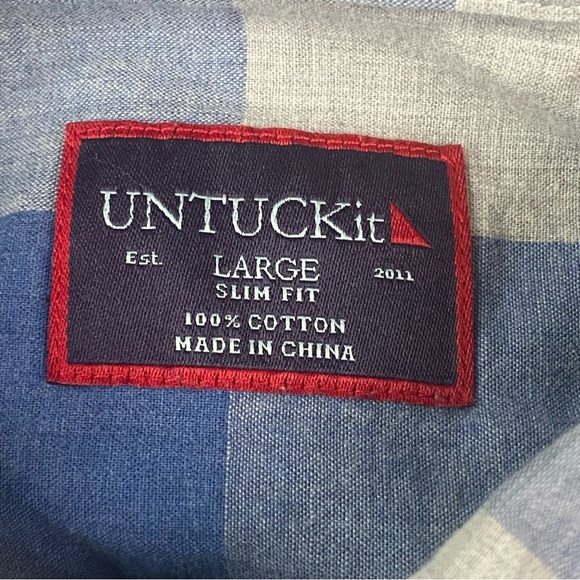 UNTUCKit
Est. LARGE 2011
SLIM FIT
100% COTTON
MADE IN CHINA